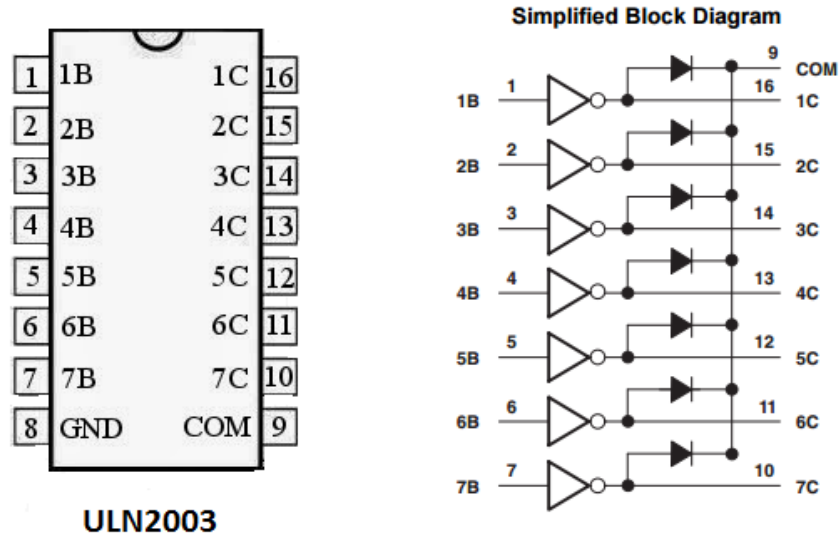 1 1B 1C 16
2 2B 2C 15
3 3B 3C 14
4 4B 4C 13
5 5B 5C 12
6 6B 6C 11
7 7B 7C 10
8 GND COM 9
ULN2003
Simplified Block Diagram
9 COM
1B 1 16 1C
2B 2 15 2C
3B 3 14 3C
4B 4 13 4C
5B 5 12 5C
6B 6 11 6C
7B 7 10 7C